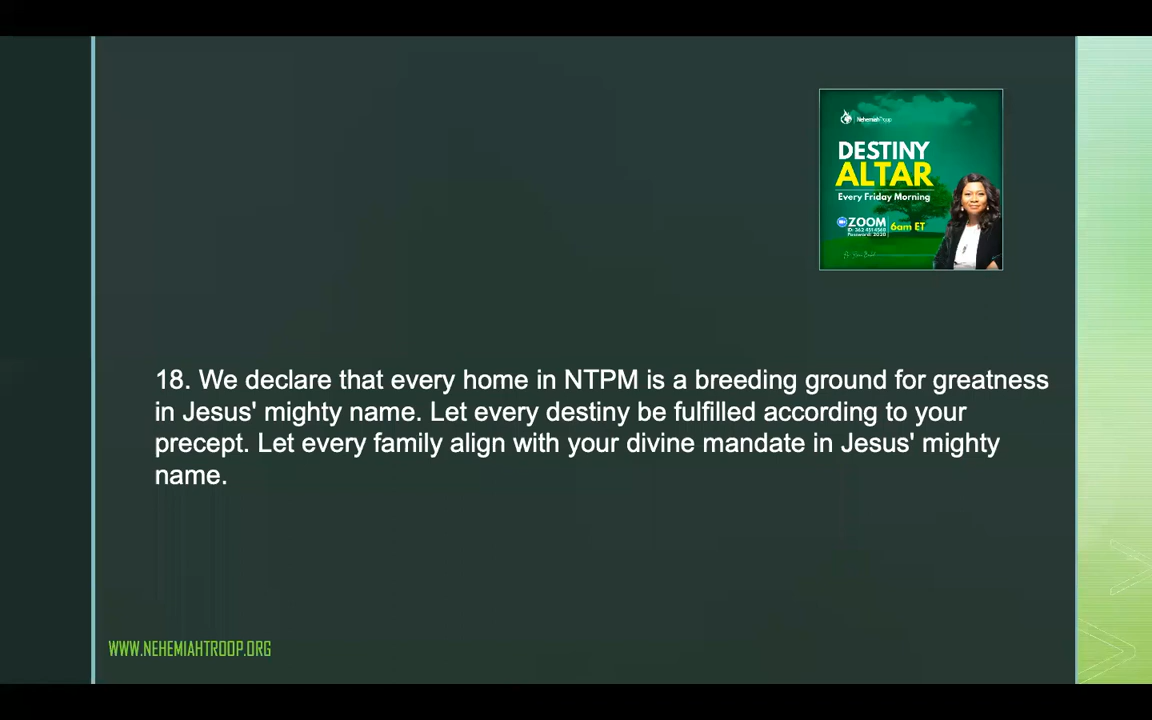 NehemiahTroop
DESTINY
ALTAR
Every Friday Morning
ZOOM
6am ET
18. We declare that every home in NTPM is a breeding ground for greatness
in Jesus' mighty name. Let every destiny be fulfilled according to your
precept. Let every family align with your divine mandate in Jesus' mighty
name.
WWW.NEHEMIAHTROOP.ORG